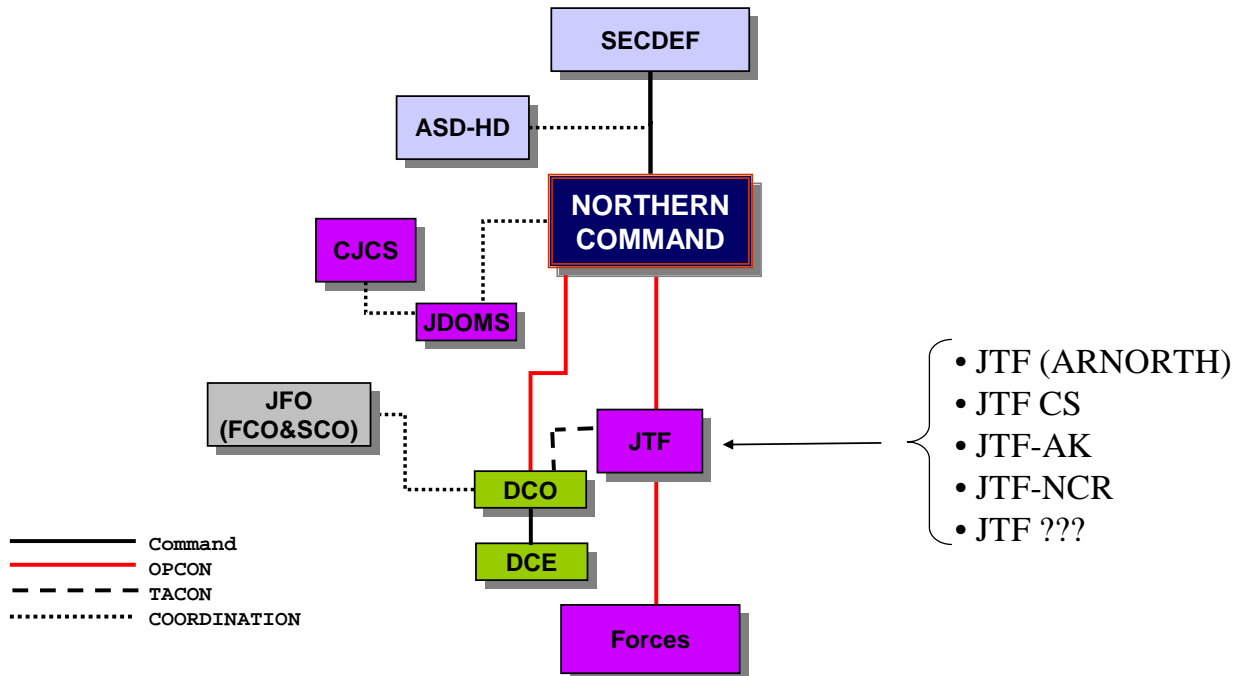 SECDEF
ASD-HD
NORTHERN
COMMAND
CJCS
JDOMS
JFO
(FCO&SCO)
JTF
• JTF (ARNORTH)
• JTF CS
• JTF-AK
• JTF-NCR
• JTF ???
DCO
DCE
Command
OPCON
TACON
COORDINATION
Forces